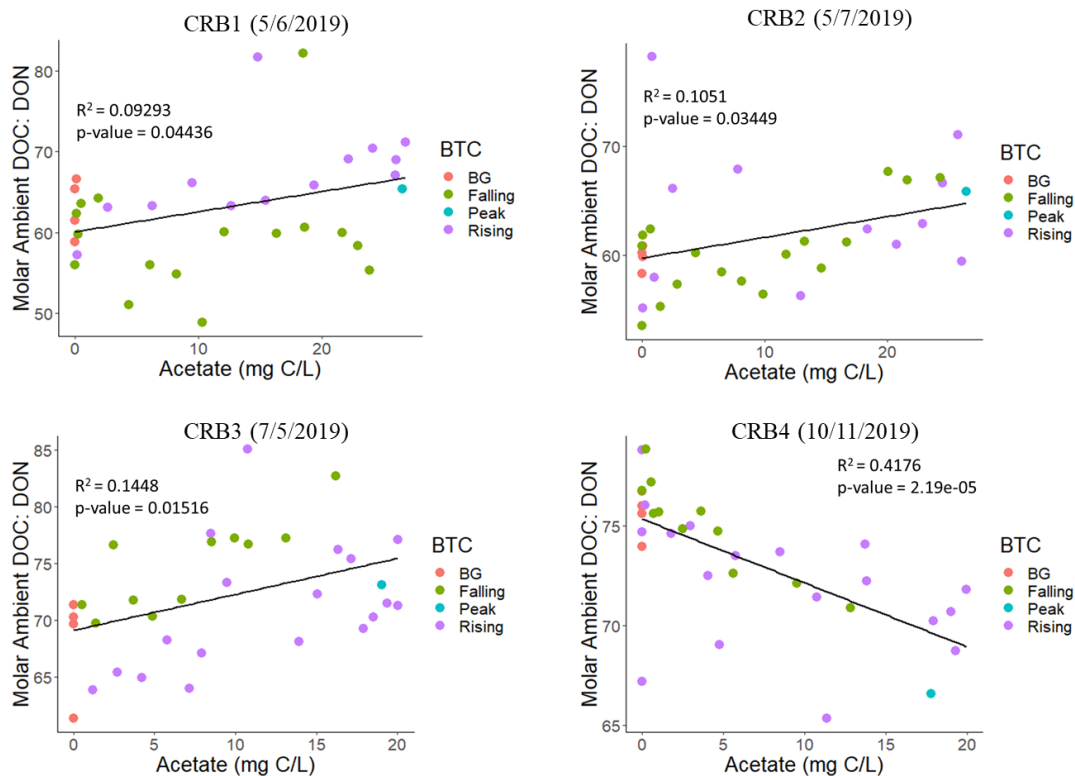 CRB1 (5/6/2019)
R² = 0.09293
p-value = 0.04436
Molar Ambient DOC: DON
80
70
60
50
0
10
20
Acetate (mg C/L)
BTC
BG
Falling
Peak
Rising
CRB2 (5/7/2019)
R² = 0.1051
p-value = 0.03449
Molar Ambient DOC: DON
70
60
0
10
20
Acetate (mg C/L)
BTC
BG
Falling
Peak
Rising
CRB3 (7/5/2019)
R² = 0.1448
p-value = 0.01516
Molar Ambient DOC: DON
85
80
75
70
65
0
5
10
15
20
Acetate (mg C/L)
BTC
BG
Falling
Peak
Rising
CRB4 (10/11/2019)
R² = 0.4176
p-value = 2.19e-05
Molar Ambient DOC: DON
75
70
65
0
5
10
15
20
Acetate (mg C/L)
BTC
BG
Falling
Peak
Rising